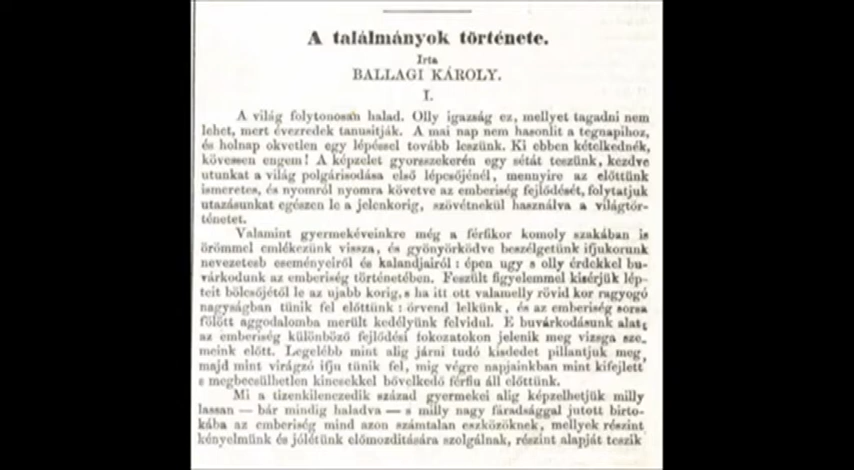 A találmányok története.
Irta
BALLAGI KÁROLY.
I.
A világ folytonosan halad. Olly igazság ez, mellyet tagadni nem
lehet, mert évezredek tanusitják. A mai nap nem hasonlit a tegnapihoz,
és holnap okvetlen egy lépéssel tovább leszünk. Ki ebben kételkednék,
kövessen engem! A képzelet gyorsszekerén egy sétát teszünk, kezdve
utunkat a világ polgárisodása első lépcsőjénél, mennyire az előttünk
ismeretes, és nyomról nyomra követve az emberiség fejlődését, folytatjuk
utazásunkat egészen le a jelenkorig, szövétnekül használva a világtör-
ténetet.
Valamint gyermekéveinkre még a férfikor komoly szakában is
örömmel emlékezünk vissza, és gyönyörködve beszélgetünk ifjukorunk
nevezetesb eseményeiről és kalandjairól : épen ugy s olly érdekkel bu-
várkodunk az emberiség történetében. Feszült figyelemmel kisérjük lép-
teit bölcsőjétől le az ujabb korig, s ha itt ott valamelly rövid kor ragyogó
nagyságban tünik fel előttünk : örvend lelkünk, és az emberiség sorsa
fölött aggodalomba merült kedélyünk felvidul. E buvárkodásunk alatt
az emberiség különböző fejlődési fokozatokon jelenik meg vizsga sze-
meink előtt. Legelébb mint alig járni tudó kisdedet pillantjuk meg,
majd mint virágzó ifju tünik fel, mig végre napjainkban mint kifejlett
s megbecsülhetlen kincsekkel bővelkedő férfiu áll előttünk.
Mi a tizenkilenczedik század gyermekei alig képzelhetjük milly
lassan — bár mindig haladva — s milly nagy fáradsággal jutott birto-
kába az emberiség mind azon számtalan eszközöknek, mellyek részint
kényelmünk és jólétünk előmozditására szolgálnak, részint alapját teszik